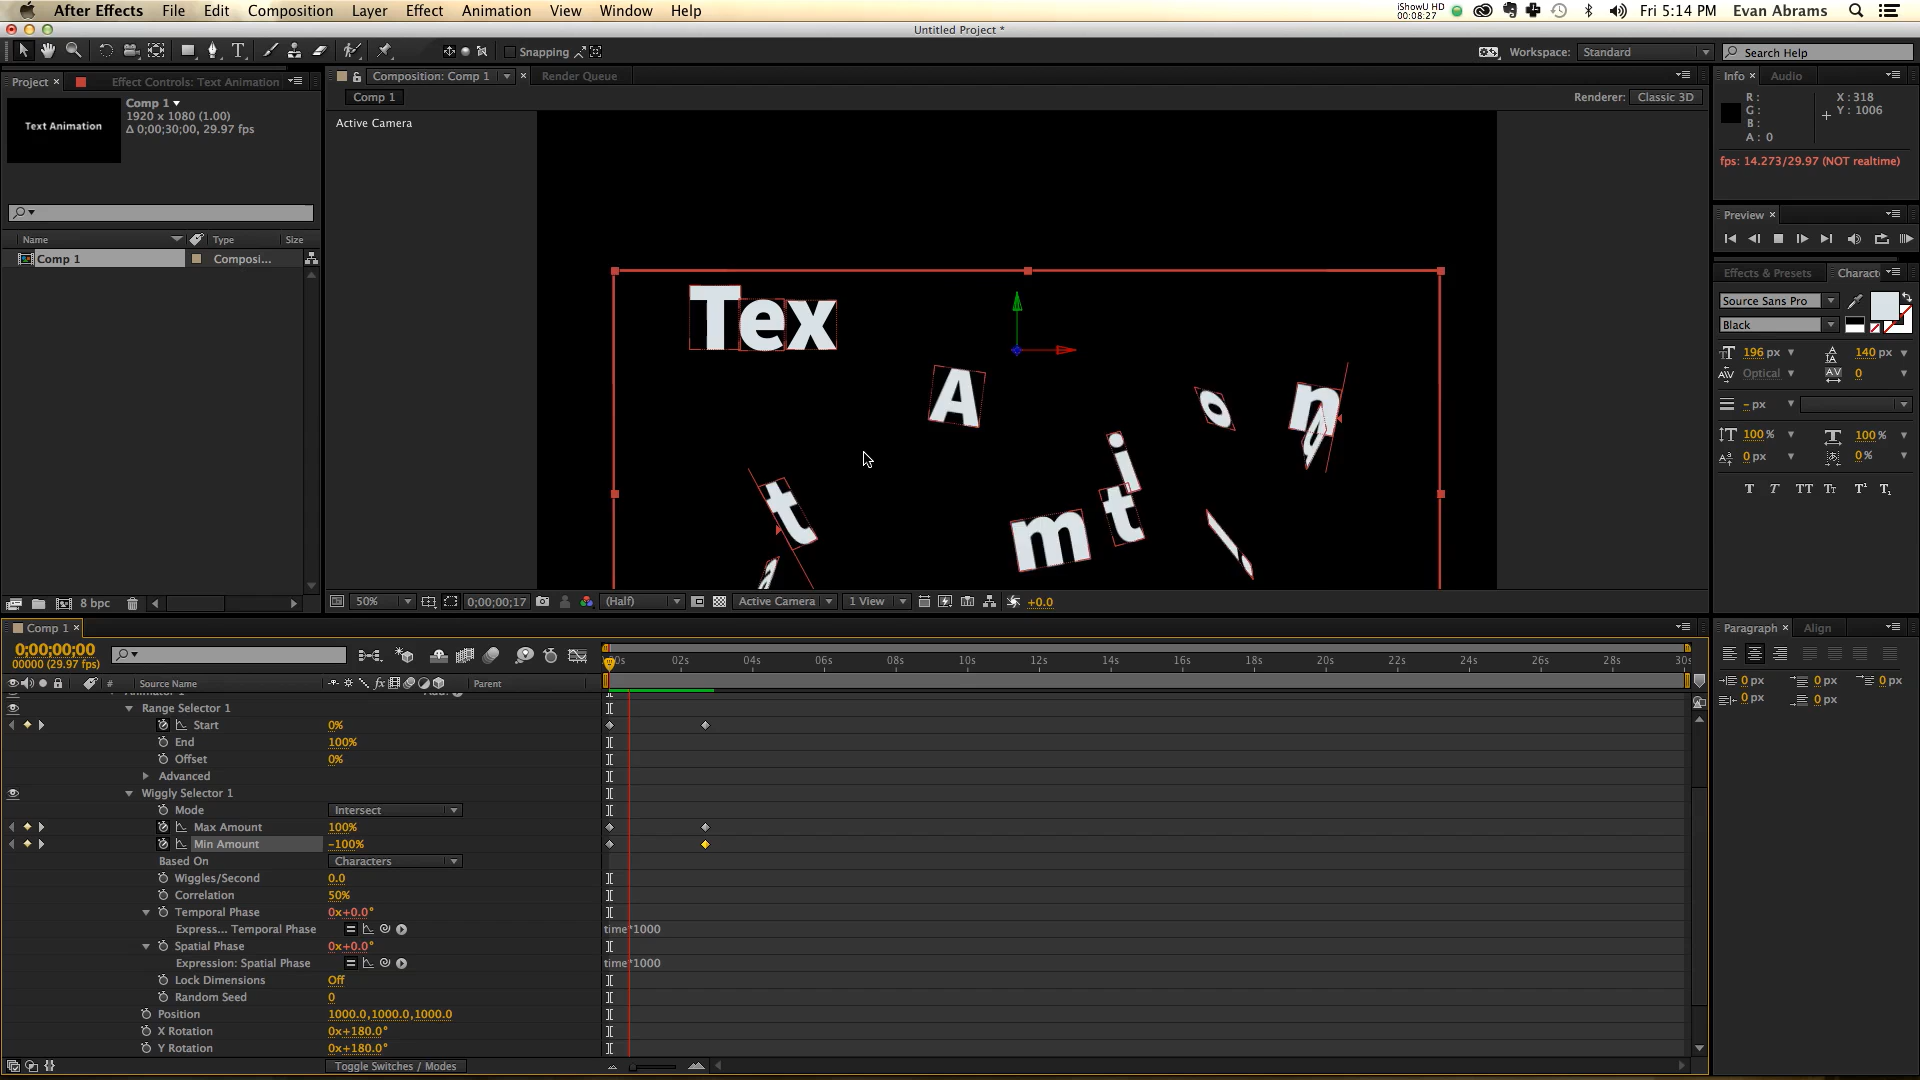 After Effects File Edit Composition Layer Effect Animation View Window Help
iShowU HD
00:08:27
Fri 5:14 PM Evan Abrams
Untitled Project *
Snapping
Workspace: Standard
Search Help
Project × Effect Controls: Text Animation
Text Animation
Comp 1
1920 x 1080 (1.00)
Δ 0;00;30;00, 29.97 fps
Name Type Size
Comp 1 Composi...
8 bpc
Composition: Comp 1 × Render Queue
Comp 1
Renderer: Classic 3D
Active Camera
Tex
A
o
n
i
t
m
t
50% 0;00;00;17 (Half) Active Camera 1 View +0.0
Info × Audio
R :
G :
B :
A : 0
X : 318
Y : 1006
fps: 14.273/29.97 (NOT realtime)
Preview ×
Effects & Presets Charact
Source Sans Pro
Black
196 px 140 px
Optical 0
- px
100 % 100 %
0 px 0 %
T T TT Tт T¹ T₁
Paragraph × Align
0 px 0 px 0 px
0 px 0 px
Comp 1 ×
0;00;00;00
00000 (29.97 fps)
00s 02s 04s 06s 08s 10s 12s 14s 16s 18s 20s 22s 24s 26s 28s 30s
# Source Name Parent
Range Selector 1
Start 0%
End 100%
Offset 0%
Advanced
Wiggly Selector 1
Mode Intersect
Max Amount 100%
Min Amount -100%
Based On Characters
Wiggles/Second 0.0
Correlation 50%
Temporal Phase 0x+0.0°
Express... Temporal Phase time*1000
Spatial Phase 0x+0.0°
Expression: Spatial Phase time*1000
Lock Dimensions Off
Random Seed 0
Position 1000.0,1000.0,1000.0
X Rotation 0x+180.0°
Y Rotation 0x+180.0°
Toggle Switches / Modes